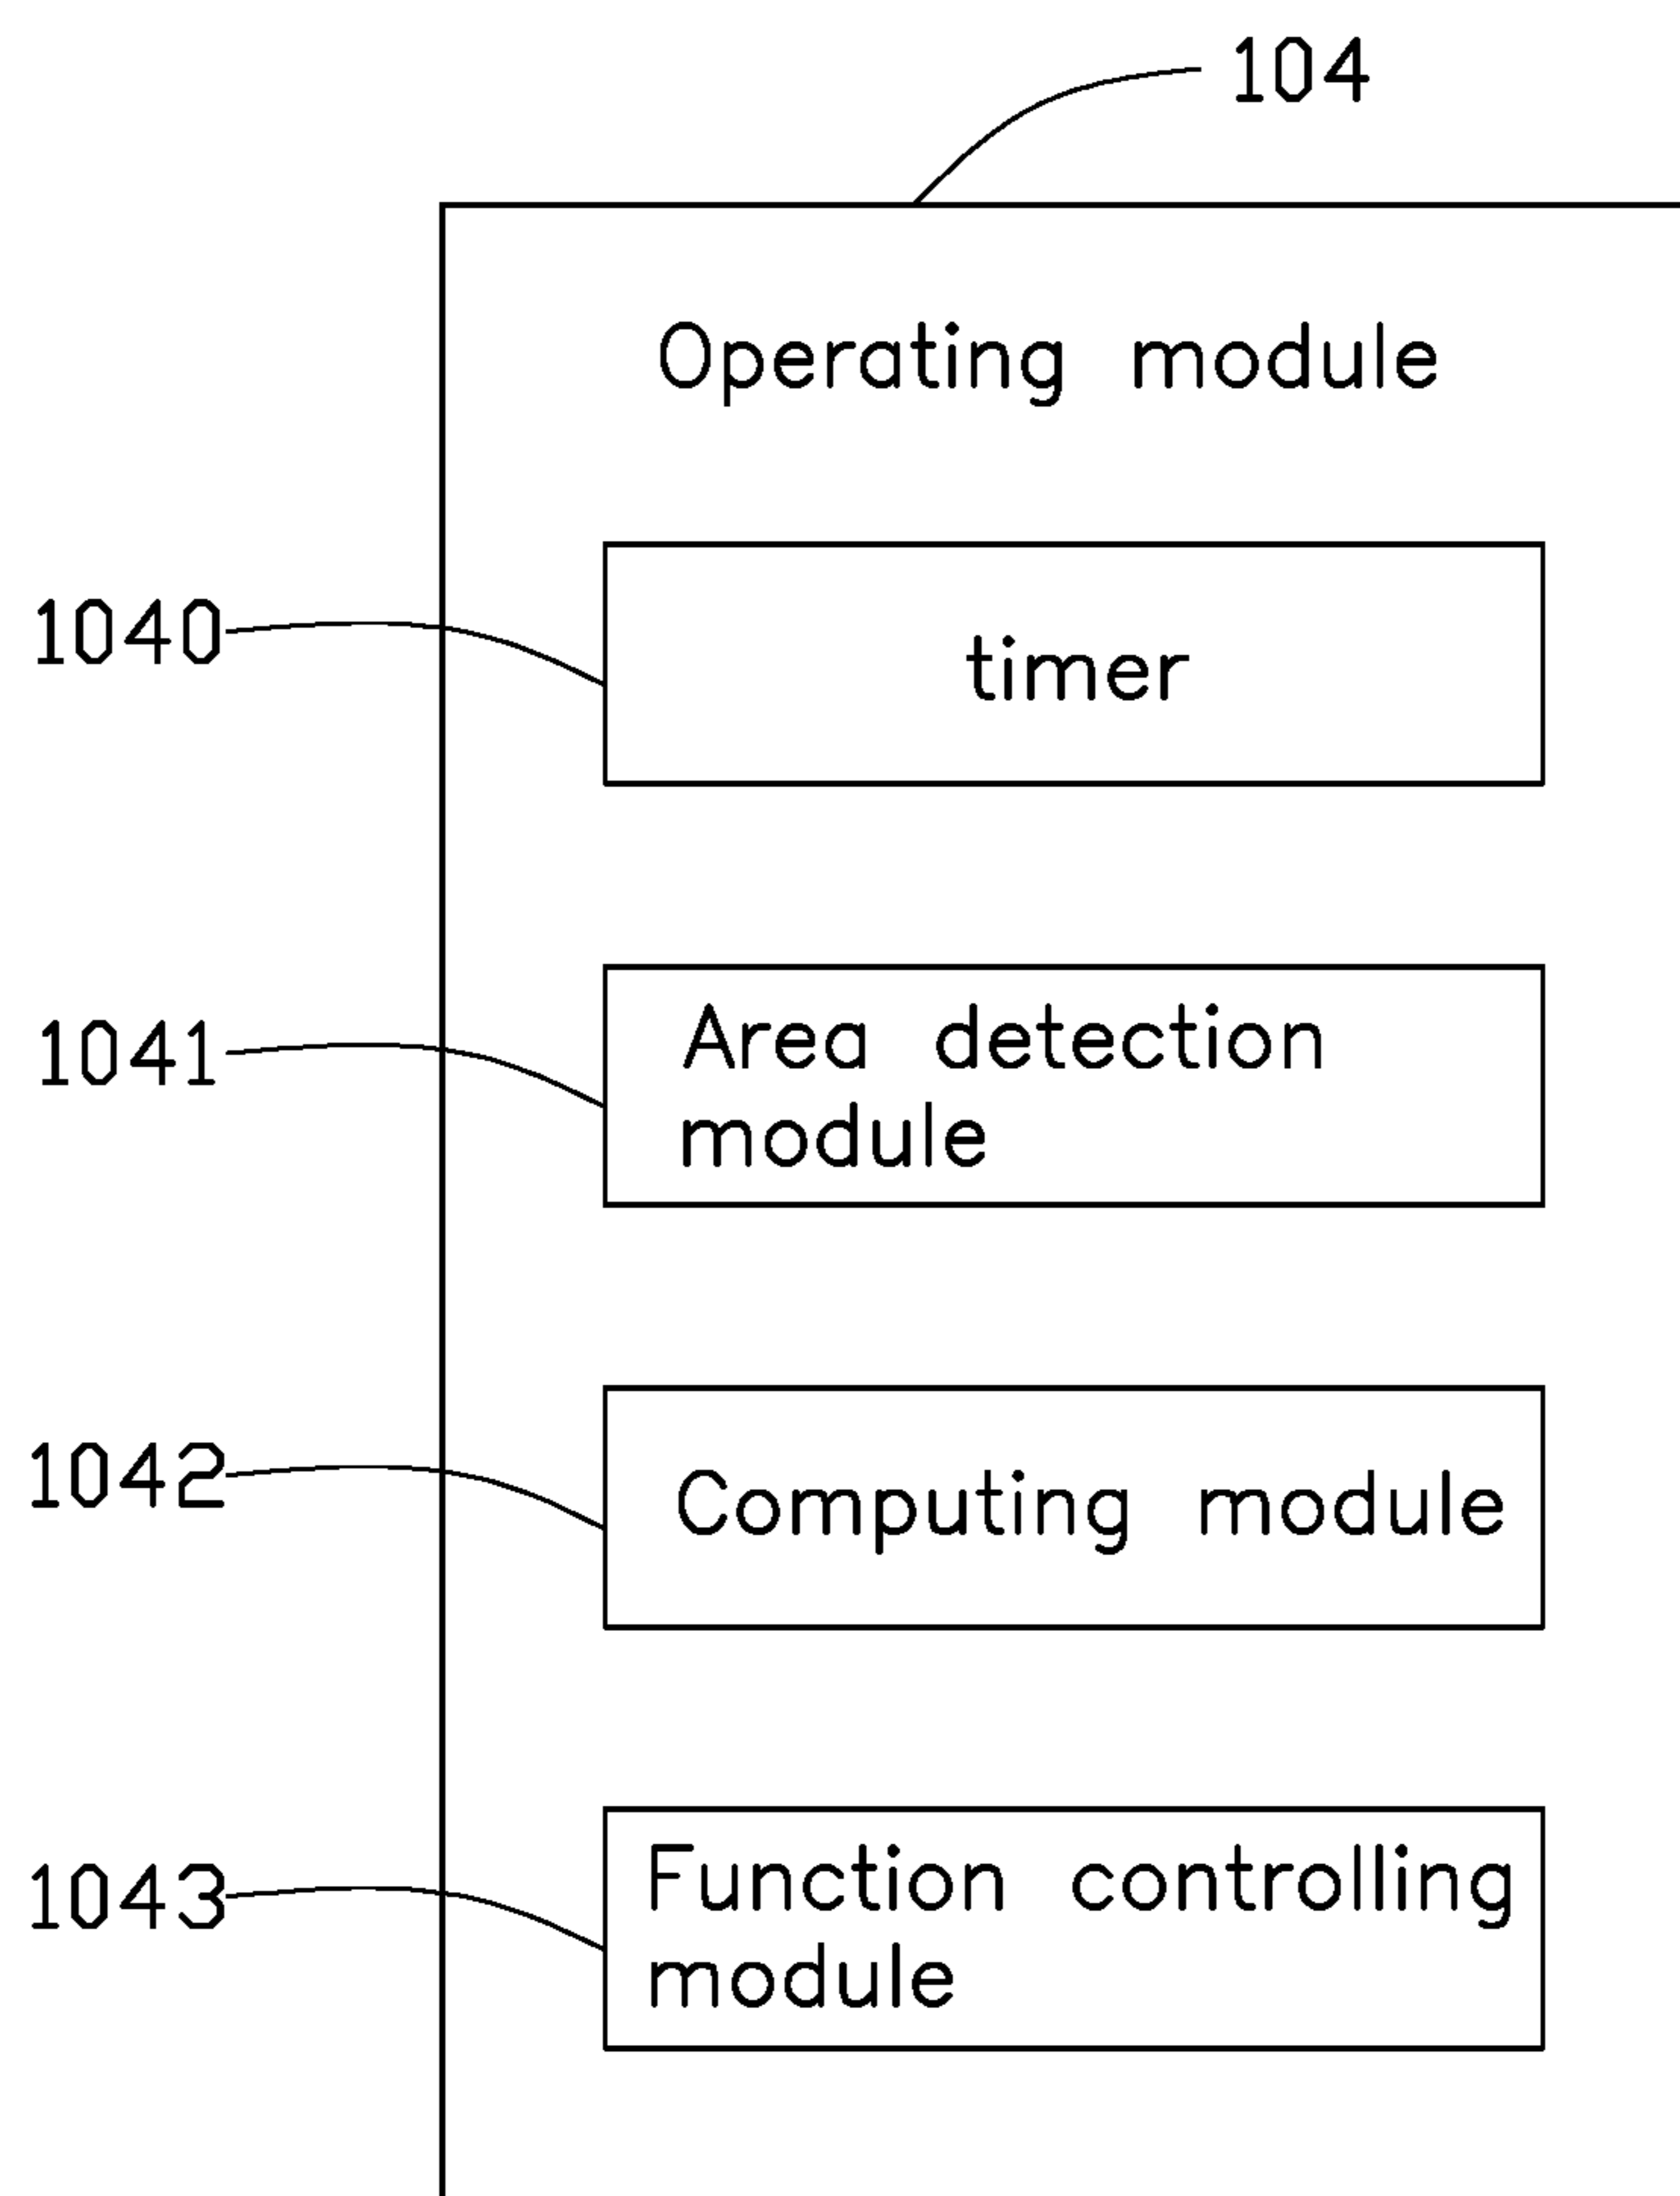 104
Operating module
1040
timer
1041
Area detection
module
1042
Computing module
1043
Function controlling
module